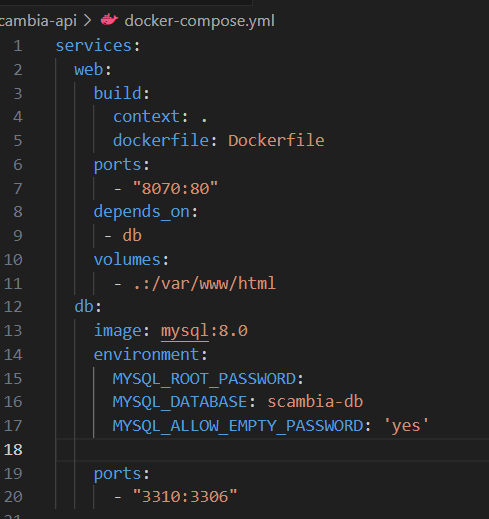 scambia-api > docker-compose.yml
1 services:
2   web:
3     build:
4       context: .
5       dockerfile: Dockerfile
6     ports:
7       - "8070:80"
8     depends_on:
9      - db
10     volumes:
11       - .:/var/www/html
12   db:
13     image: mysql:8.0
14     environment:
15       MYSQL_ROOT_PASSWORD:
16       MYSQL_DATABASE: scambia-db
17       MYSQL_ALLOW_EMPTY_PASSWORD: 'yes'
18
19     ports:
20       - "3310:3306"
21